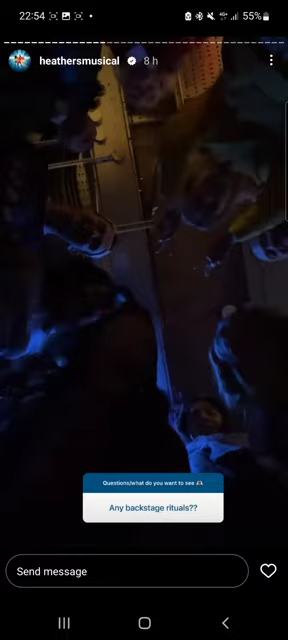 22:54
55%
heathersmusical 8 h
Questions/what do you want to see 🫶🏻
Any backstage rituals??
Send message